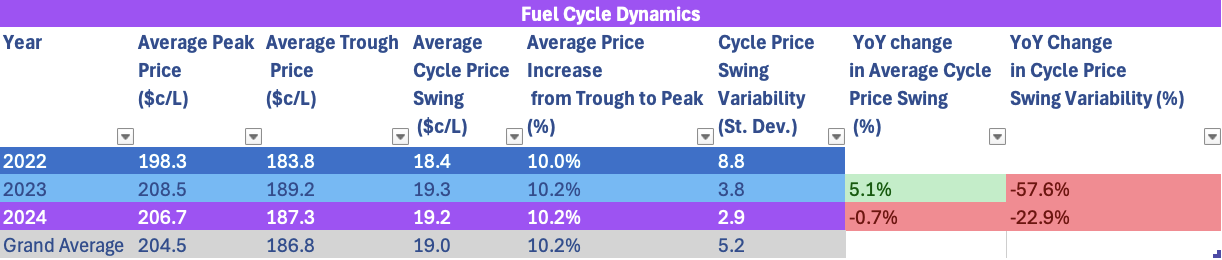 Fuel Cycle Dynamics
Year Average Peak Average Trough Average Average Price Cycle Price YoY change YoY Change
Price Price Cycle Price Increase Swing in Average Cycle in Cycle Price
($c/L) ($c/L) Swing from Trough to Peak Variability Price Swing Swing Variability (%)
($c/L) (%) (St. Dev.) (%)
2022 198.3 183.8 18.4 10.0% 8.8
2023 208.5 189.2 19.3 10.2% 3.8 5.1% -57.6%
2024 206.7 187.3 19.2 10.2% 2.9 -0.7% -22.9%
Grand Average 204.5 186.8 19.0 10.2% 5.2